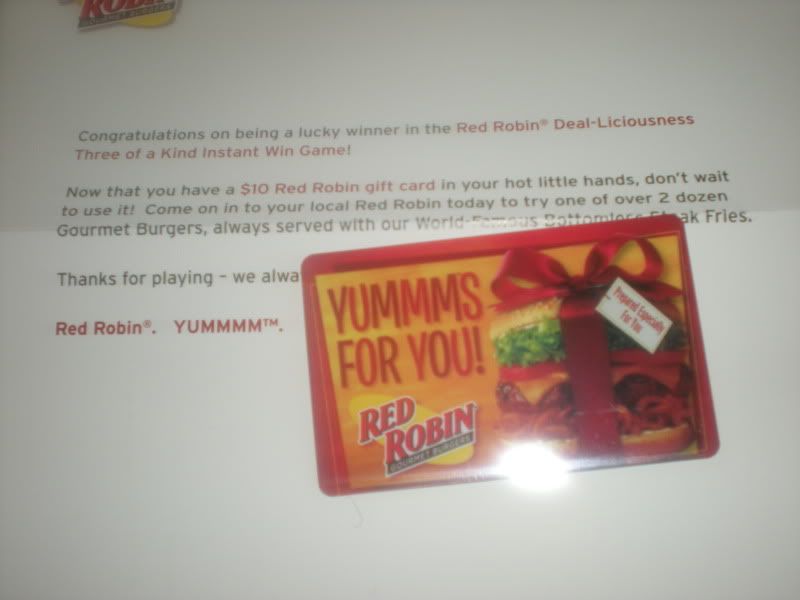 ROBIN
GOURMET BURGERS
Congratulations on being a lucky winner in the Red Robin® Deal-Liciousness
Three of a Kind Instant Win Game!
Now that you have a $10 Red Robin gift card in your hot little hands, don't wait
to use it! Come on in to your local Red Robin today to try one of over 2 dozen
Gourmet Burgers, always served with our World-Famous Bottomless Steak Fries.
Thanks for playing – we alwa
Red Robin®. YUMMMM™.
YUMMMS
FOR YOU!
Prepared Especially
For You
RED
ROBIN
GOURMET BURGERS